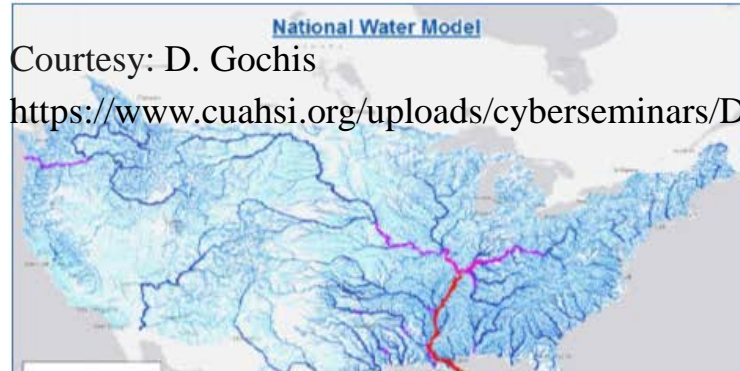 National Water Model
Courtesy: D. Gochis
https://www.cuahsi.org/uploads/cyberseminars/D